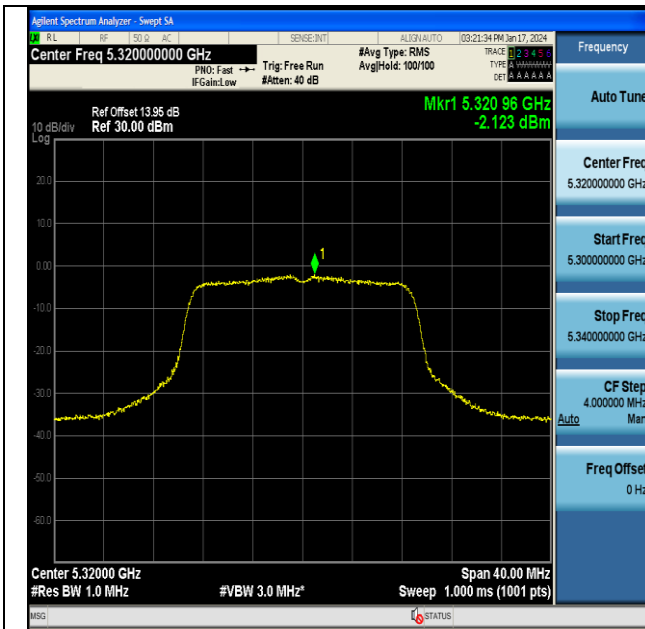 Agilent Spectrum Analyzer - Swept SA
LXI RL RF 50 Ω AC SENSE:INT ALIGNAUTO 03:21:34 PM Jan 17, 2024
Center Freq 5.320000000 GHz
PNO: Fast
IFGain:Low
Trig: Free Run
#Atten: 40 dB
#Avg Type: RMS
Avg|Hold: 100/100
TRACE 1 2 3 4 5 6
TYPE A
DET A A A A A A
Frequency
Mkr1 5.320 96 GHz
-2.123 dBm
Ref Offset 13.95 dB
Ref 30.00 dBm
10 dB/div
Log
20.0
10.0
0.00
-10.0
-20.0
-30.0
-40.0
-50.0
-60.0
1
Center 5.32000 GHz
Span 40.00 MHz
#Res BW 1.0 MHz
#VBW 3.0 MHz*
Sweep 1.000 ms (1001 pts)
MSG
STATUS
Auto Tune
Center Freq
5.320000000 GHz
Start Freq
5.300000000 GHz
Stop Freq
5.340000000 GHz
CF Step
4.000000 MHz
Auto Man
Freq Offset
0 Hz